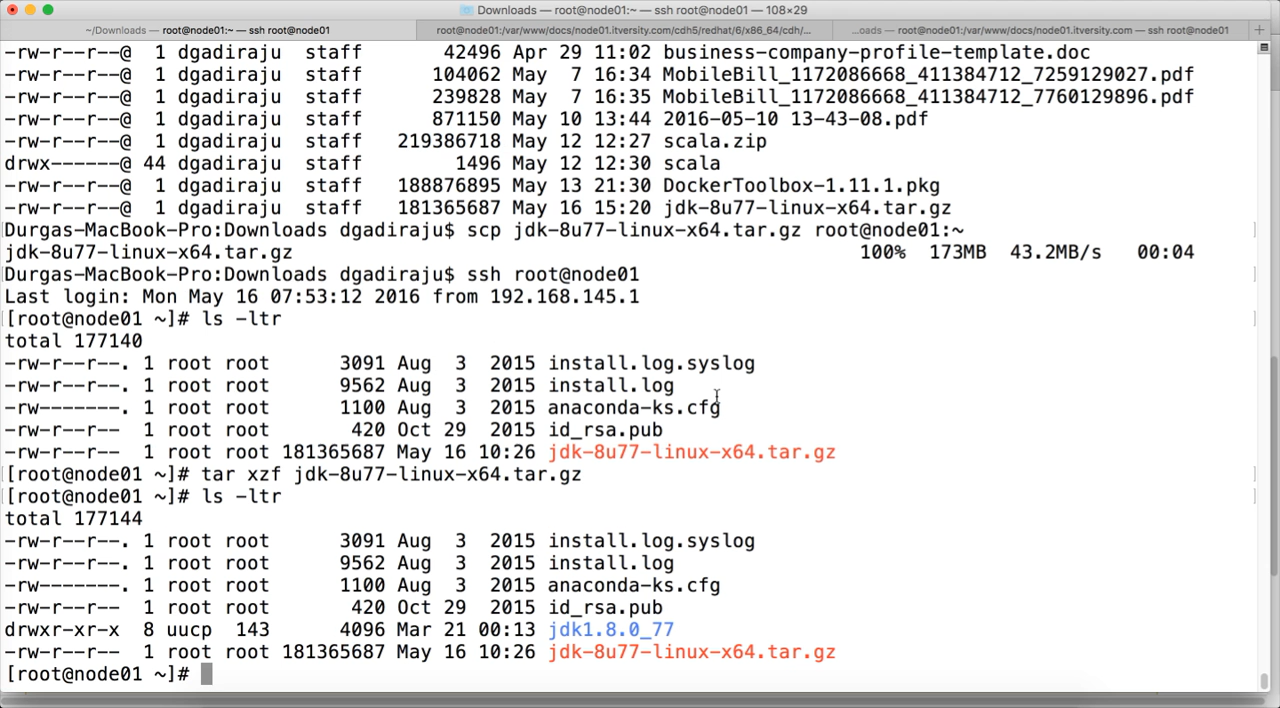 Downloads — root@node01:~ — ssh root@node01 — 108×29
~/Downloads — root@node01:~ — ssh root@node01
root@node01:/var/www/docs/node01.itversity.com/cdh5/redhat/6/x86_64/cdh/...
...oads — root@node01:/var/www/docs/node01.itversity.com — ssh root@node01
+
-rw-r--r--@  1 dgadiraju  staff      42496 Apr 29 11:02 business-company-profile-template.doc
-rw-r--r--@  1 dgadiraju  staff     104062 May  7 16:34 MobileBill_1172086668_411384712_7259129027.pdf
-rw-r--r--@  1 dgadiraju  staff     239828 May  7 16:35 MobileBill_1172086668_411384712_7760129896.pdf
-rw-r--r--@  1 dgadiraju  staff     871150 May 10 13:44 2016-05-10 13-43-08.pdf
-rw-r--r--@  1 dgadiraju  staff  219386718 May 12 12:27 scala.zip
drwx------@ 44 dgadiraju  staff       1496 May 12 12:30 scala
-rw-r--r--@  1 dgadiraju  staff  188876895 May 13 21:30 DockerToolbox-1.11.1.pkg
-rw-r--r--@  1 dgadiraju  staff  181365687 May 16 15:20 jdk-8u77-linux-x64.tar.gz
Durgas-MacBook-Pro:Downloads dgadiraju$ scp jdk-8u77-linux-x64.tar.gz root@node01:~
jdk-8u77-linux-x64.tar.gz                                                 100%  173MB  43.2MB/s   00:04
Durgas-MacBook-Pro:Downloads dgadiraju$ ssh root@node01
Last login: Mon May 16 07:53:12 2016 from 192.168.145.1
[root@node01 ~]# ls -ltr
total 177140
-rw-r--r--. 1 root root      3091 Aug  3  2015 install.log.syslog
-rw-r--r--. 1 root root      9562 Aug  3  2015 install.log
-rw-------. 1 root root      1100 Aug  3  2015 anaconda-ks.cfg
-rw-r--r--  1 root root       420 Oct 29  2015 id_rsa.pub
-rw-r--r--  1 root root 181365687 May 16 10:26 jdk-8u77-linux-x64.tar.gz
[root@node01 ~]# tar xzf jdk-8u77-linux-x64.tar.gz
[root@node01 ~]# ls -ltr
total 177144
-rw-r--r--. 1 root root      3091 Aug  3  2015 install.log.syslog
-rw-r--r--. 1 root root      9562 Aug  3  2015 install.log
-rw-------. 1 root root      1100 Aug  3  2015 anaconda-ks.cfg
-rw-r--r--  1 root root       420 Oct 29  2015 id_rsa.pub
drwxr-xr-x  8 uucp  143      4096 Mar 21 00:13 jdk1.8.0_77
-rw-r--r--  1 root root 181365687 May 16 10:26 jdk-8u77-linux-x64.tar.gz
[root@node01 ~]#